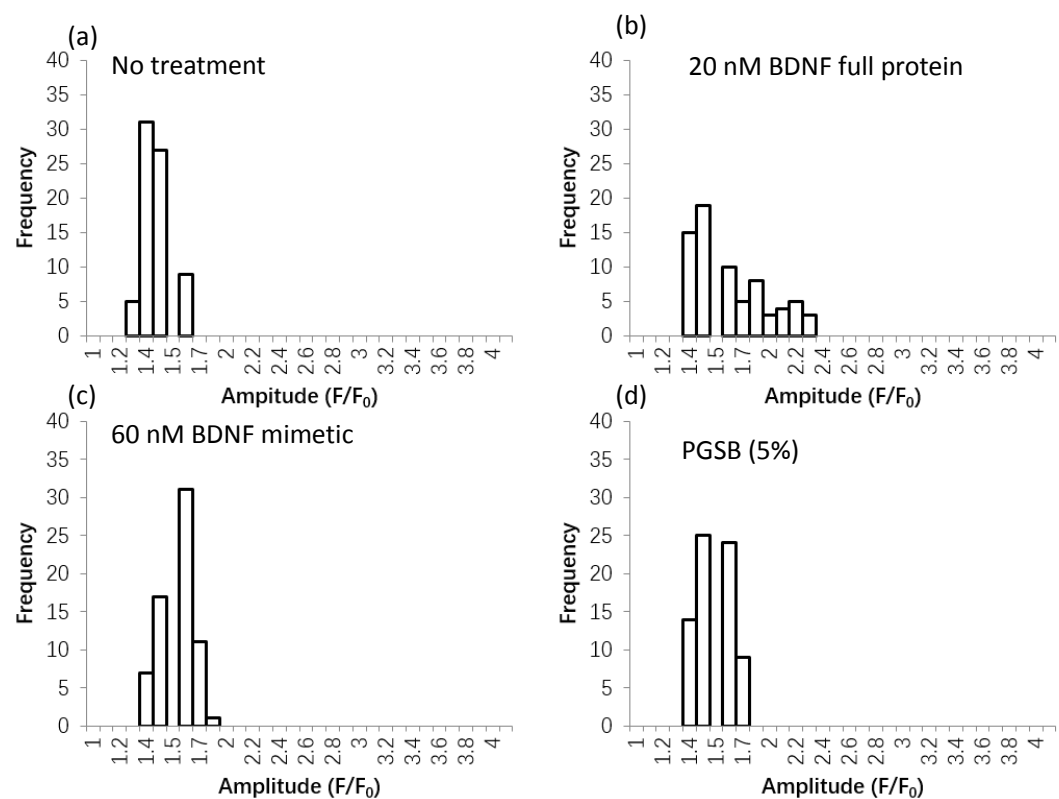 (a)
No treatment
40
35
30
25
20
15
10
5
0
Frequency
1 1.2 1.4 1.5 1.7 2 2.2 2.4 2.6 2.8 3 3.2 3.4 3.6 3.8 4
Ampitude (F/F₀)
(b)
20 nM BDNF full protein
40
35
30
25
20
15
10
5
0
Frequency
1 1.2 1.4 1.5 1.7 2 2.2 2.4 2.6 2.8 3 3.2 3.4 3.6 3.8 4
Ampitude (F/F₀)
(c)
60 nM BDNF mimetic
40
35
30
25
20
15
10
5
0
Frequency
1 1.2 1.4 1.5 1.7 2 2.2 2.4 2.6 2.8 3 3.2 3.4 3.6 3.8 4
Amplitude (F/F₀)
(d)
PGSB (5%)
40
35
30
25
20
15
10
5
0
Frequency
1 1.2 1.4 1.5 1.7 2 2.2 2.4 2.6 2.8 3 3.2 3.4 3.6 3.8 4
Amplitude (F/F₀)